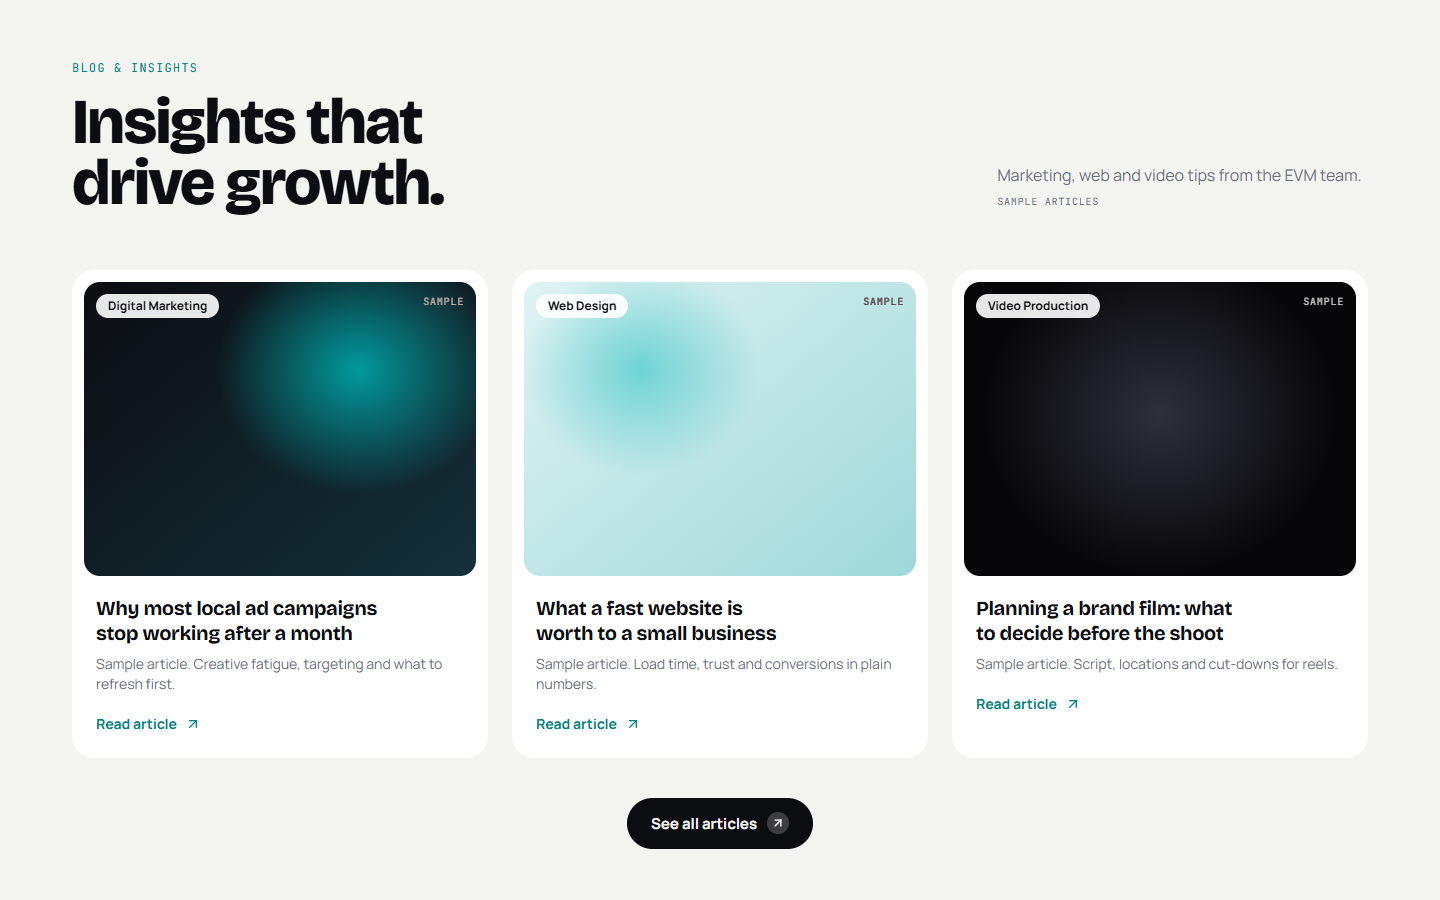 BLOG & INSIGHTS
Insights that
drive growth.
Marketing, web and video tips from the EVM team.
SAMPLE ARTICLES
Digital Marketing
SAMPLE
Why most local ad campaigns
stop working after a month
Sample article. Creative fatigue, targeting and what to
refresh first.
Read article
Web Design
SAMPLE
What a fast website is
worth to a small business
Sample article. Load time, trust and conversions in plain
numbers.
Read article
Video Production
SAMPLE
Planning a brand film: what
to decide before the shoot
Sample article. Script, locations and cut-downs for reels.
Read article
See all articles